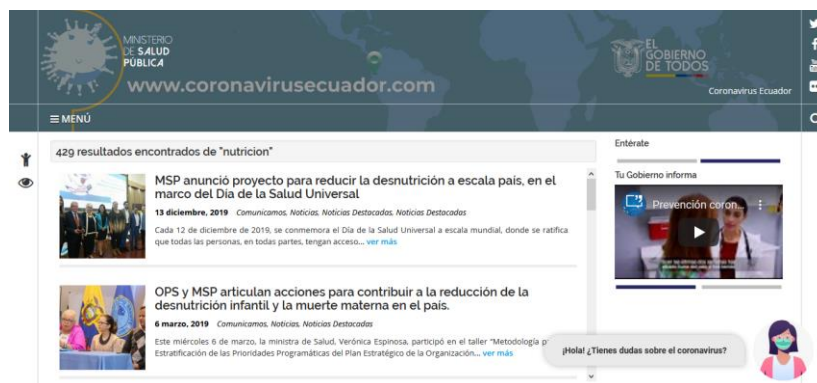 MINISTERIO
DE SALUD
PÚBLICA
www.coronavirusecuador.com
EL
GOBIERNO
DE TODOS
Coronavirus Ecuador
MENÚ
429 resultados encontrados de "nutricion"
MSP anunció proyecto para reducir la desnutrición a escala país, en el
marco del Día de la Salud Universal
13 diciembre, 2019 Comunicamos, Noticias, Noticias Destacadas, Noticias Destacadas
Cada 12 de diciembre de 2019, se conmemora el Día de la Salud Universal a escala mundial, donde se ratifica
que todas las personas, en todas partes, tengan acceso... ver más
OPS y MSP articulan acciones para contribuir a la reducción de la
desnutrición infantil y la muerte materna en el país.
6 marzo, 2019 Comunicamos, Noticias, Noticias Destacadas
Este miércoles 6 de marzo, la ministra de Salud, Verónica Espinosa, participó en el taller "Metodología
Estratificación de las Prioridades Programáticas del Plan Estratégico de la Organización... ver más
Entérate
Tu Gobierno informa
Prevención coron...
¡Hola! ¿Tienes dudas sobre el coronavirus?